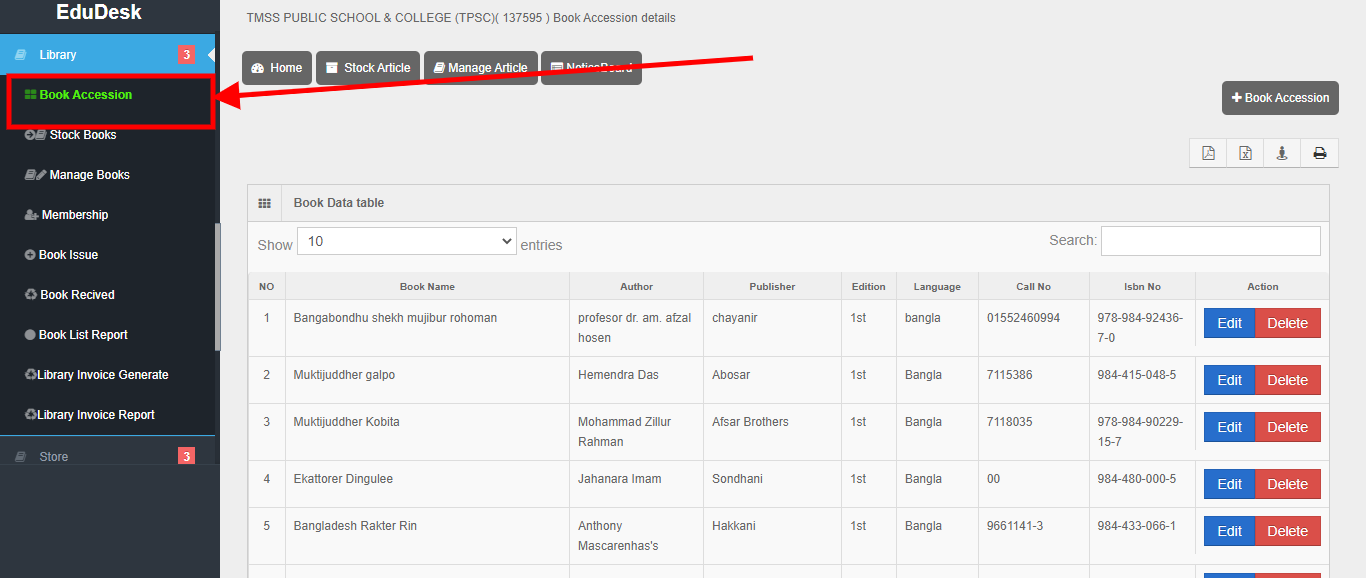 EduDesk
Library 3
Book Accession
Stock Books
Manage Books
Membership
Book Issue
Book Recived
Book List Report
Library Invoice Generate
Library Invoice Report
Store 3
TMSS PUBLIC SCHOOL & COLLEGE (TPSC)( 137595 ) Book Accession details
Home Stock Article Manage Article NoticeBoard
Book Accession
Book Data table
Show 10 entries Search:
NO Book Name Author Publisher Edition Language Call No Isbn No Action
1 Bangabondhu shekh mujibur rohoman profesor dr. am. afzal chayanir 1st bangla 01552460994 978-984-92436- Edit Delete
hosen 7-0
2 Muktijuddher galpo Hemendra Das Abosar 1st Bangla 7115386 984-415-048-5 Edit Delete
3 Muktijuddher Kobita Mohammad Zillur Afsar Brothers 1st Bangla 7118035 978-984-90229- Edit Delete
Rahman 15-7
4 Ekattorer Dingulee Jahanara Imam Sondhani 1st Bangla 00 984-480-000-5 Edit Delete
5 Bangladesh Rakter Rin Anthony Hakkani 1st Bangla 9661141-3 984-433-066-1 Edit Delete
Mascarenhas's